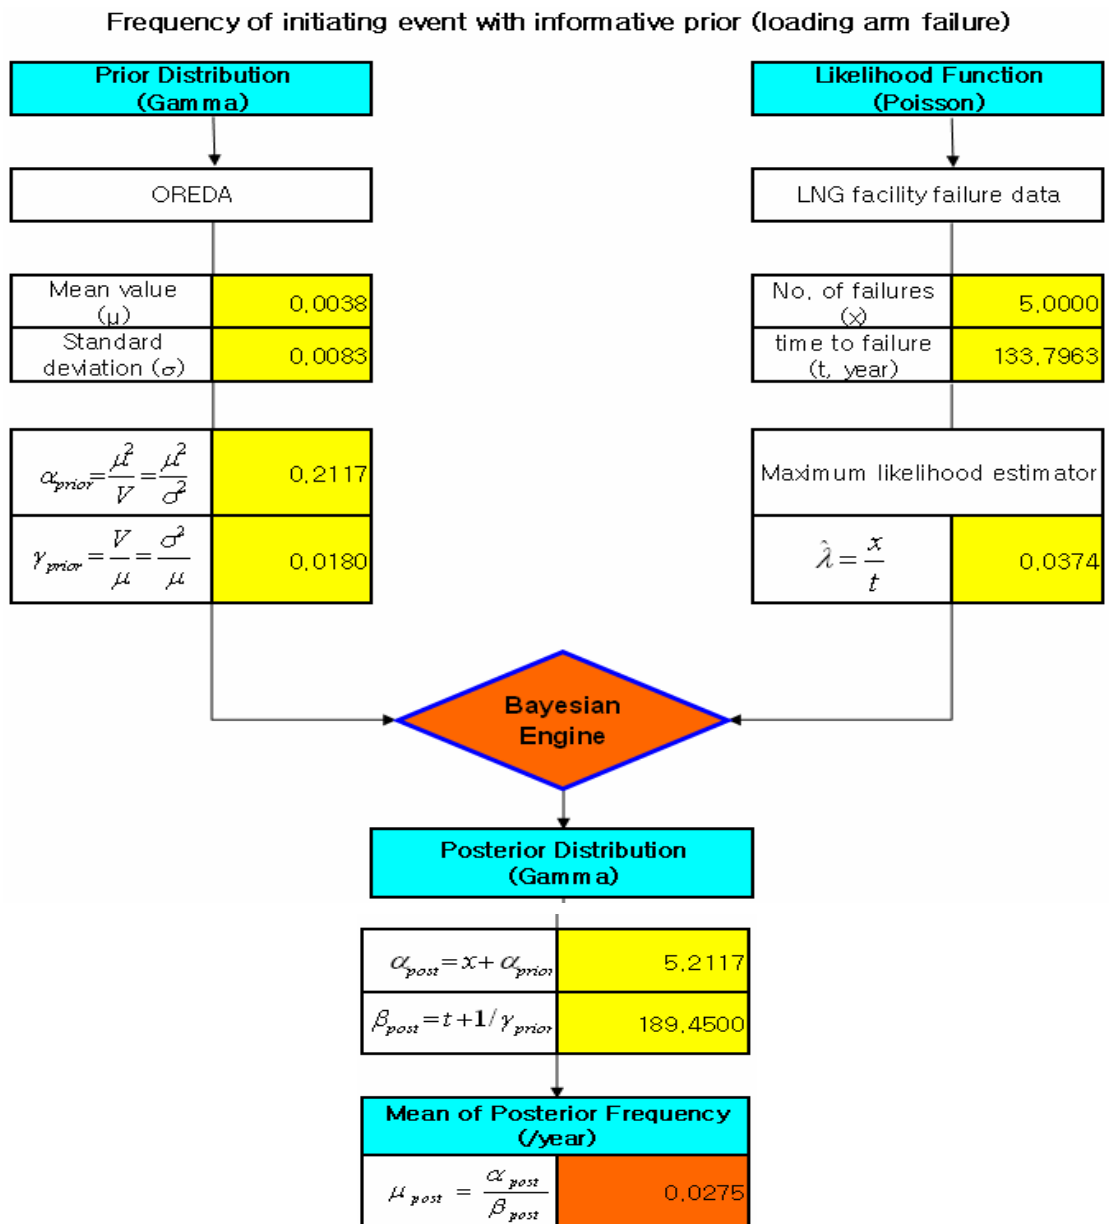 Frequency of initiating event with informative prior (loading arm failure)
Prior Distribution
(Gamma)
OREDA
Mean value
(μ)
0,0038
Standard
deviation (σ)
0,0083
α_prior = μ²/V = μ²/σ²
0,2117
γ_prior = V/μ = σ²/μ
0,0180
Likelihood Function
(Poisson)
LNG facility failure data
No. of failures
(x)
5,0000
time to failure
(t, year)
133,7963
Maximum likelihood estimator
λ̂ = x/t
0,0374
Bayesian
Engine
Posterior Distribution
(Gamma)
α_post = x + α_prior
5,2117
β_post = t + 1/γ_prior
189,4500
Mean of Posterior Frequency
(/year)
μ_post = α_post/β_post
0,0275